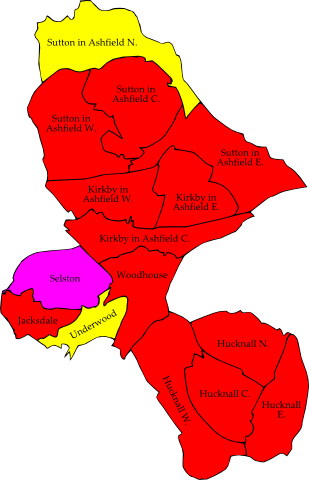 Sutton in Ashfield N.
Sutton in
Ashfield C.
Sutton in
Ashfield W.
Sutton in
Ashfield E.
Kirkby in
Ashfield W.
Kirkby in
Ashfield E.
Kirkby in Ashfield C.
Selston
Woodhouse
Jacksdale
Underwood
Hucknall N.
Hucknall C.
Hucknall W.
Hucknall
E.